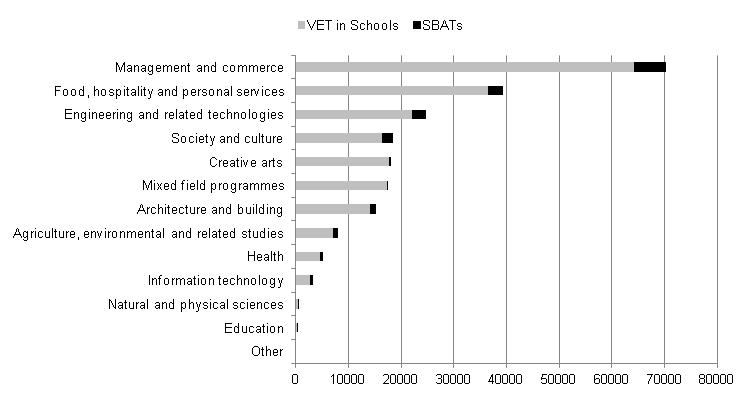 VET in Schools SBATs
Management and commerce
Food, hospitality and personal services
Engineering and related technologies
Society and culture
Creative arts
Mixed field programmes
Architecture and building
Agriculture, environmental and related studies
Health
Information technology
Natural and physical sciences
Education
Other
0 10000 20000 30000 40000 50000 60000 70000 80000